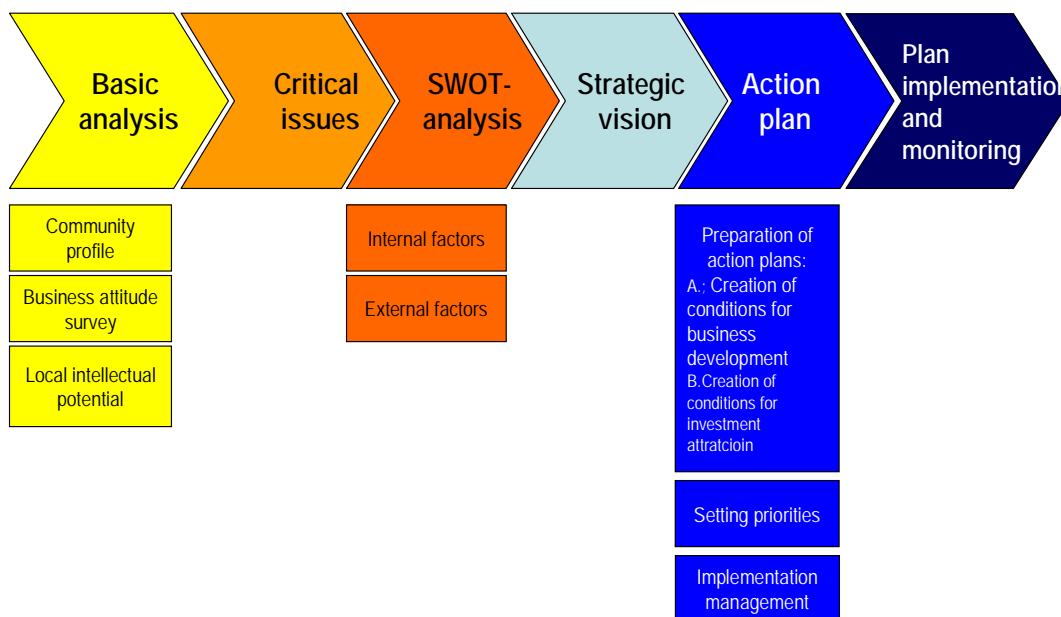 Basic
analysis
Critical
issues
SWOT-
analysis
Strategic
vision
Action
plan
Plan
implementation
and
monitoring
Community
profile
Business attitude
survey
Local intellectual
potential
Internal factors
External factors
Preparation of
action plans:
A.; Creation of
conditions for
business
development
B.Creation of
conditions for
investment
attratcioin
Setting priorities
Implementation
management